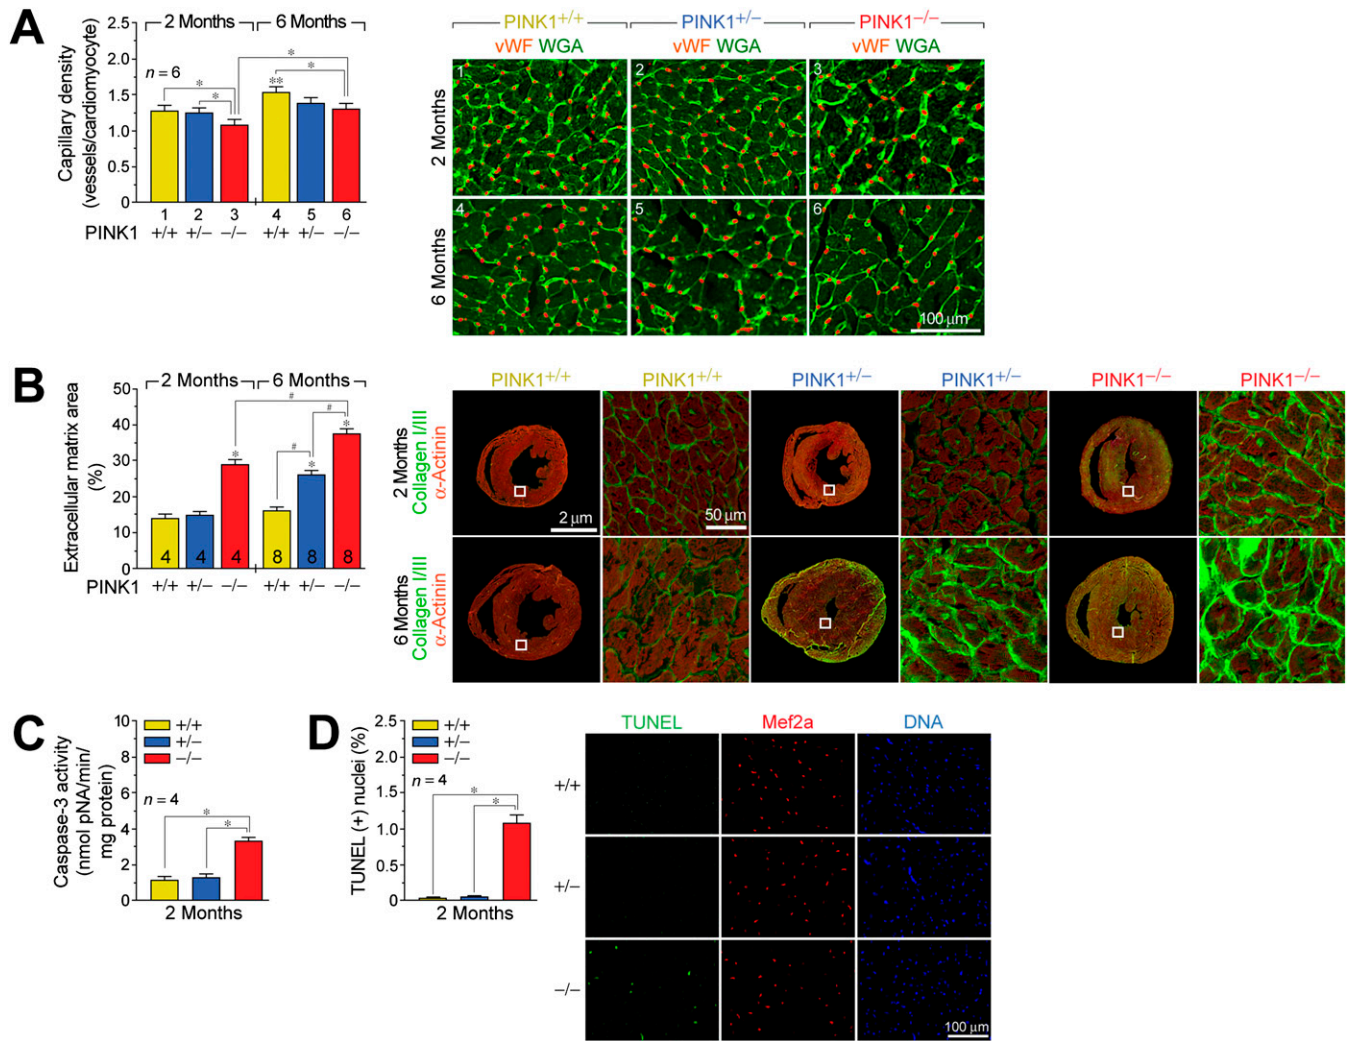 A
2 Months 6 Months
Capillary density
(vessels/cardiomyocyte)
2.5
2.0
1.5
1.0
0.5
0
n = 6
*
*
**
*
*
1 2 3 4 5 6
PINK1 +/+ +/− −/− +/+ +/− −/−
PINK1+/+ PINK1+/− PINK1−/−
vWF WGA vWF WGA vWF WGA
2 Months
6 Months
1 2 3
4 5 6
100 μm
B
2 Months 6 Months
Extracellular matrix area
(%)
50
40
30
20
10
0
#
#
#
* * *
4 4 4 8 8 8
PINK1 +/+ +/− −/− +/+ +/− −/−
PINK1+/+ PINK1+/+ PINK1+/− PINK1+/− PINK1−/− PINK1−/−
2 Months
Collagen I/III
α-Actinin
2 μm
50 μm
6 Months
Collagen I/III
α-Actinin
C
Caspase-3 activity
(nmol pNA/min/
mg protein)
10
8
6
4
2
0
+/+
+/−
−/−
n = 4
*
*
2 Months
D
TUNEL (+) nuclei (%)
2.5
2.0
1.5
1.0
0.5
0
+/+
+/−
−/−
n = 4
*
*
2 Months
TUNEL Mef2a DNA
+/+
+/−
−/−
100 μm